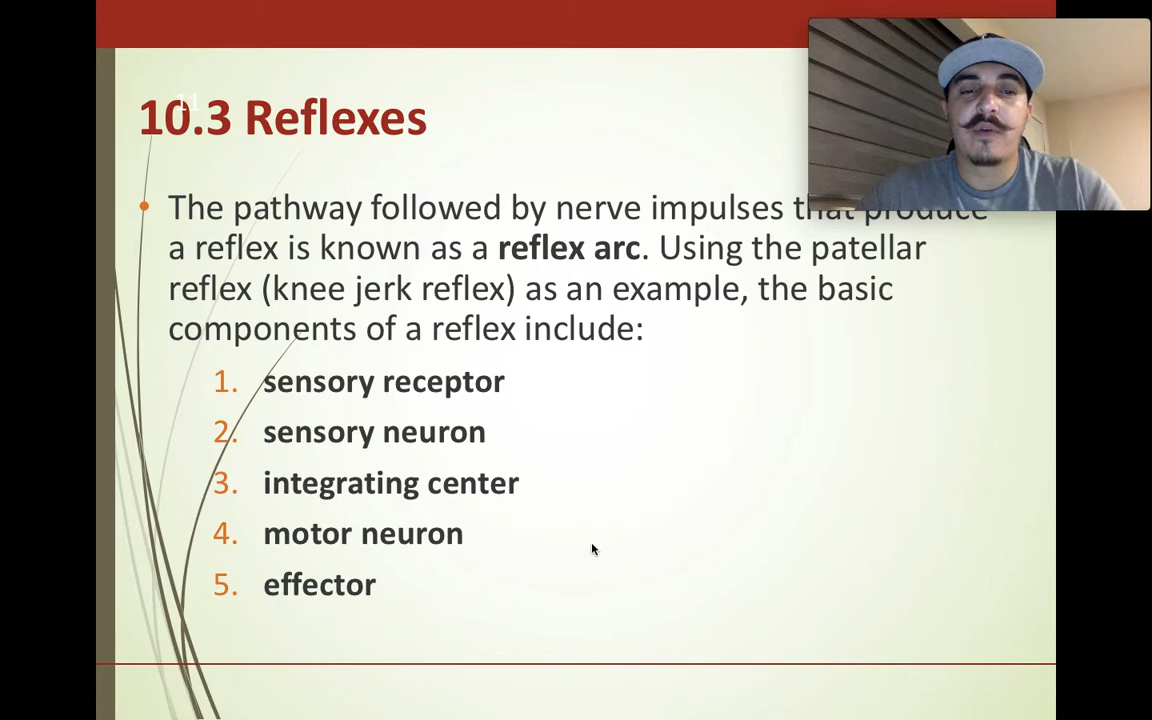 11
10.3 Reflexes
• The pathway followed by nerve impulses that produce
a reflex is known as a reflex arc. Using the patellar
reflex (knee jerk reflex) as an example, the basic
components of a reflex include:
1. sensory receptor
2. sensory neuron
3. integrating center
4. motor neuron
5. effector